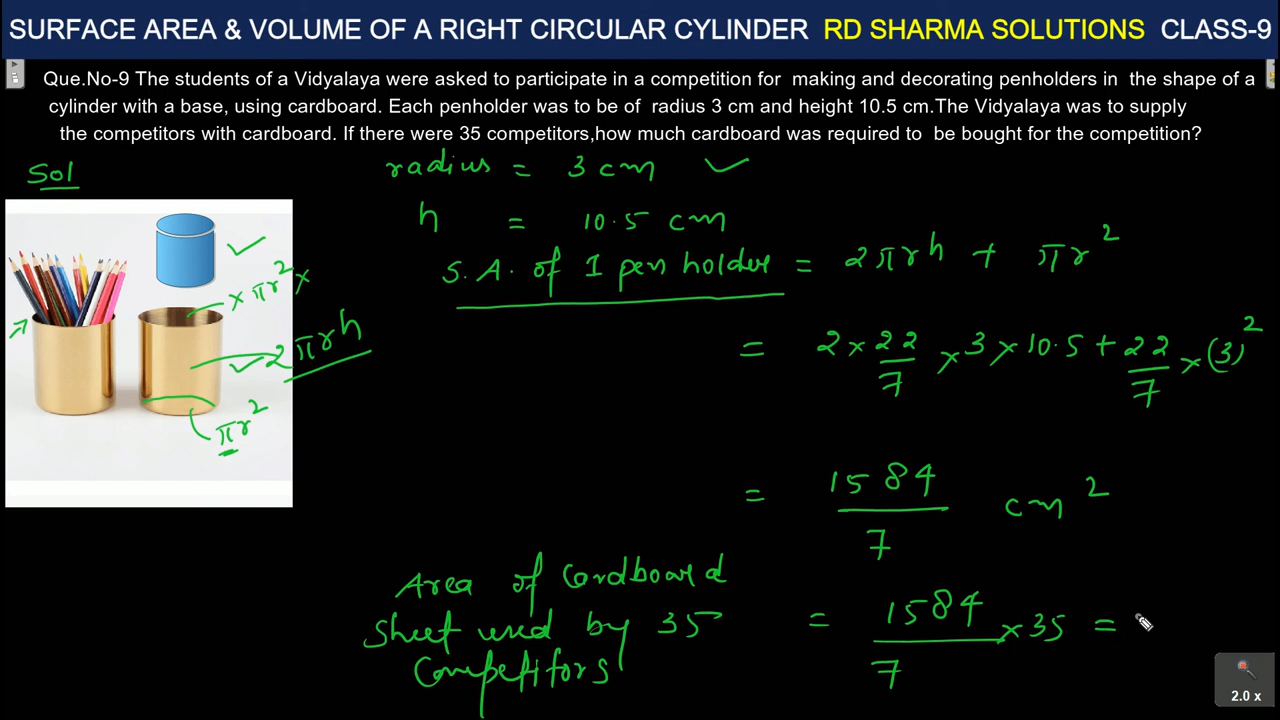 SURFACE AREA & VOLUME OF A RIGHT CIRCULAR CYLINDER RD SHARMA SOLUTIONS CLASS-9
Que.No-9 The students of a Vidyalaya were asked to participate in a competition for making and decorating penholders in the shape of a
cylinder with a base, using cardboard. Each penholder was to be of radius 3 cm and height 10.5 cm.The Vidyalaya was to supply
the competitors with cardboard. If there were 35 competitors,how much cardboard was required to be bought for the competition?
Sol
radius = 3 cm ✓
h = 10.5 cm
S.A. of 1 pen holder = 2πrh + πr²
= 2 × 22/7 × 3 × 10.5 + 22/7 × (3)²
= 1584/7 cm²
Area of cardboard
sheet used by 35
competitors
= 1584/7 × 35 =
✓
× πr² ×
✓ 2πrh
πr²
2.0 x